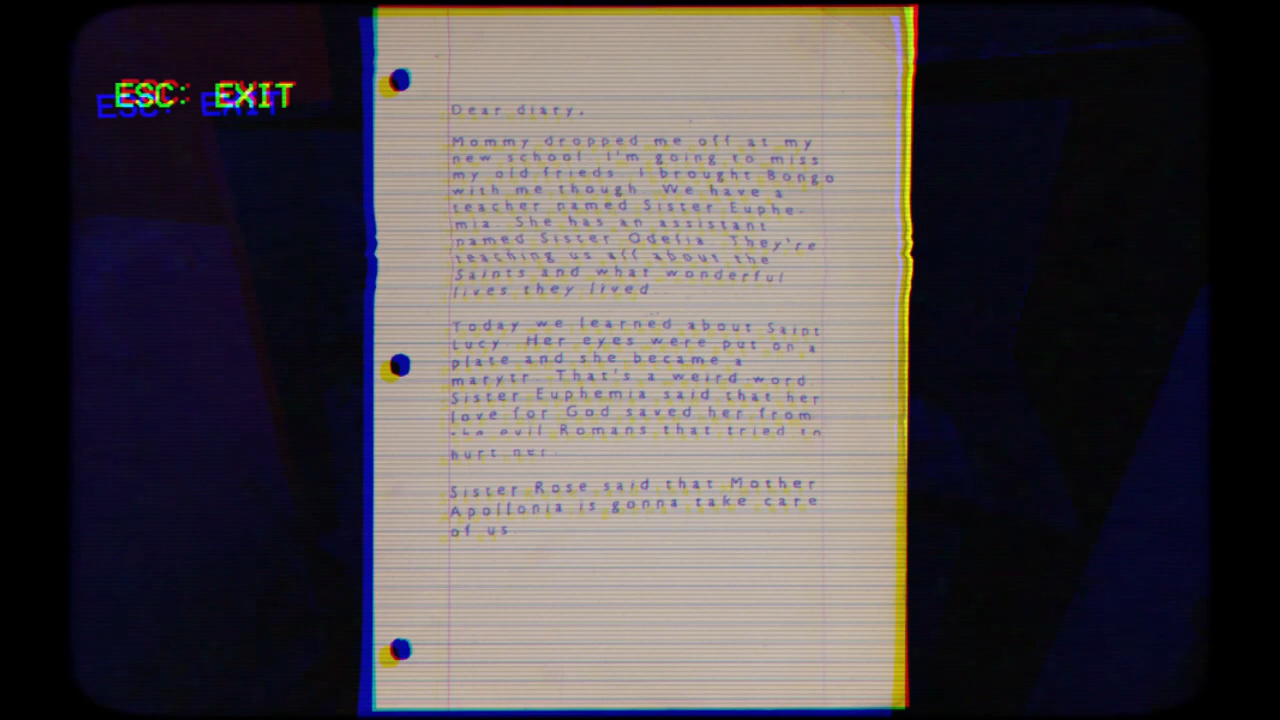 ESC: EXIT
Dear diary,
Mommy dropped me off at my
new school. I'm going to miss
my old frieds. I brought Bongo
with me though. We have a
teacher named Sister Euphe-
mia. She has an assistant
named Sister Odelia. They're
teaching us all about the
Saints and what wonderful
lives they lived.
Today we learned about Saint
Lucy. Her eyes were put on a
plate and she became a
marytr. That's a weird word.
Sister Euphemia said that her
love for God saved her from
the evil Romans that tried to
hurt her.
Sister Rose said that Mother
Apollonia is gonna take care
of us.